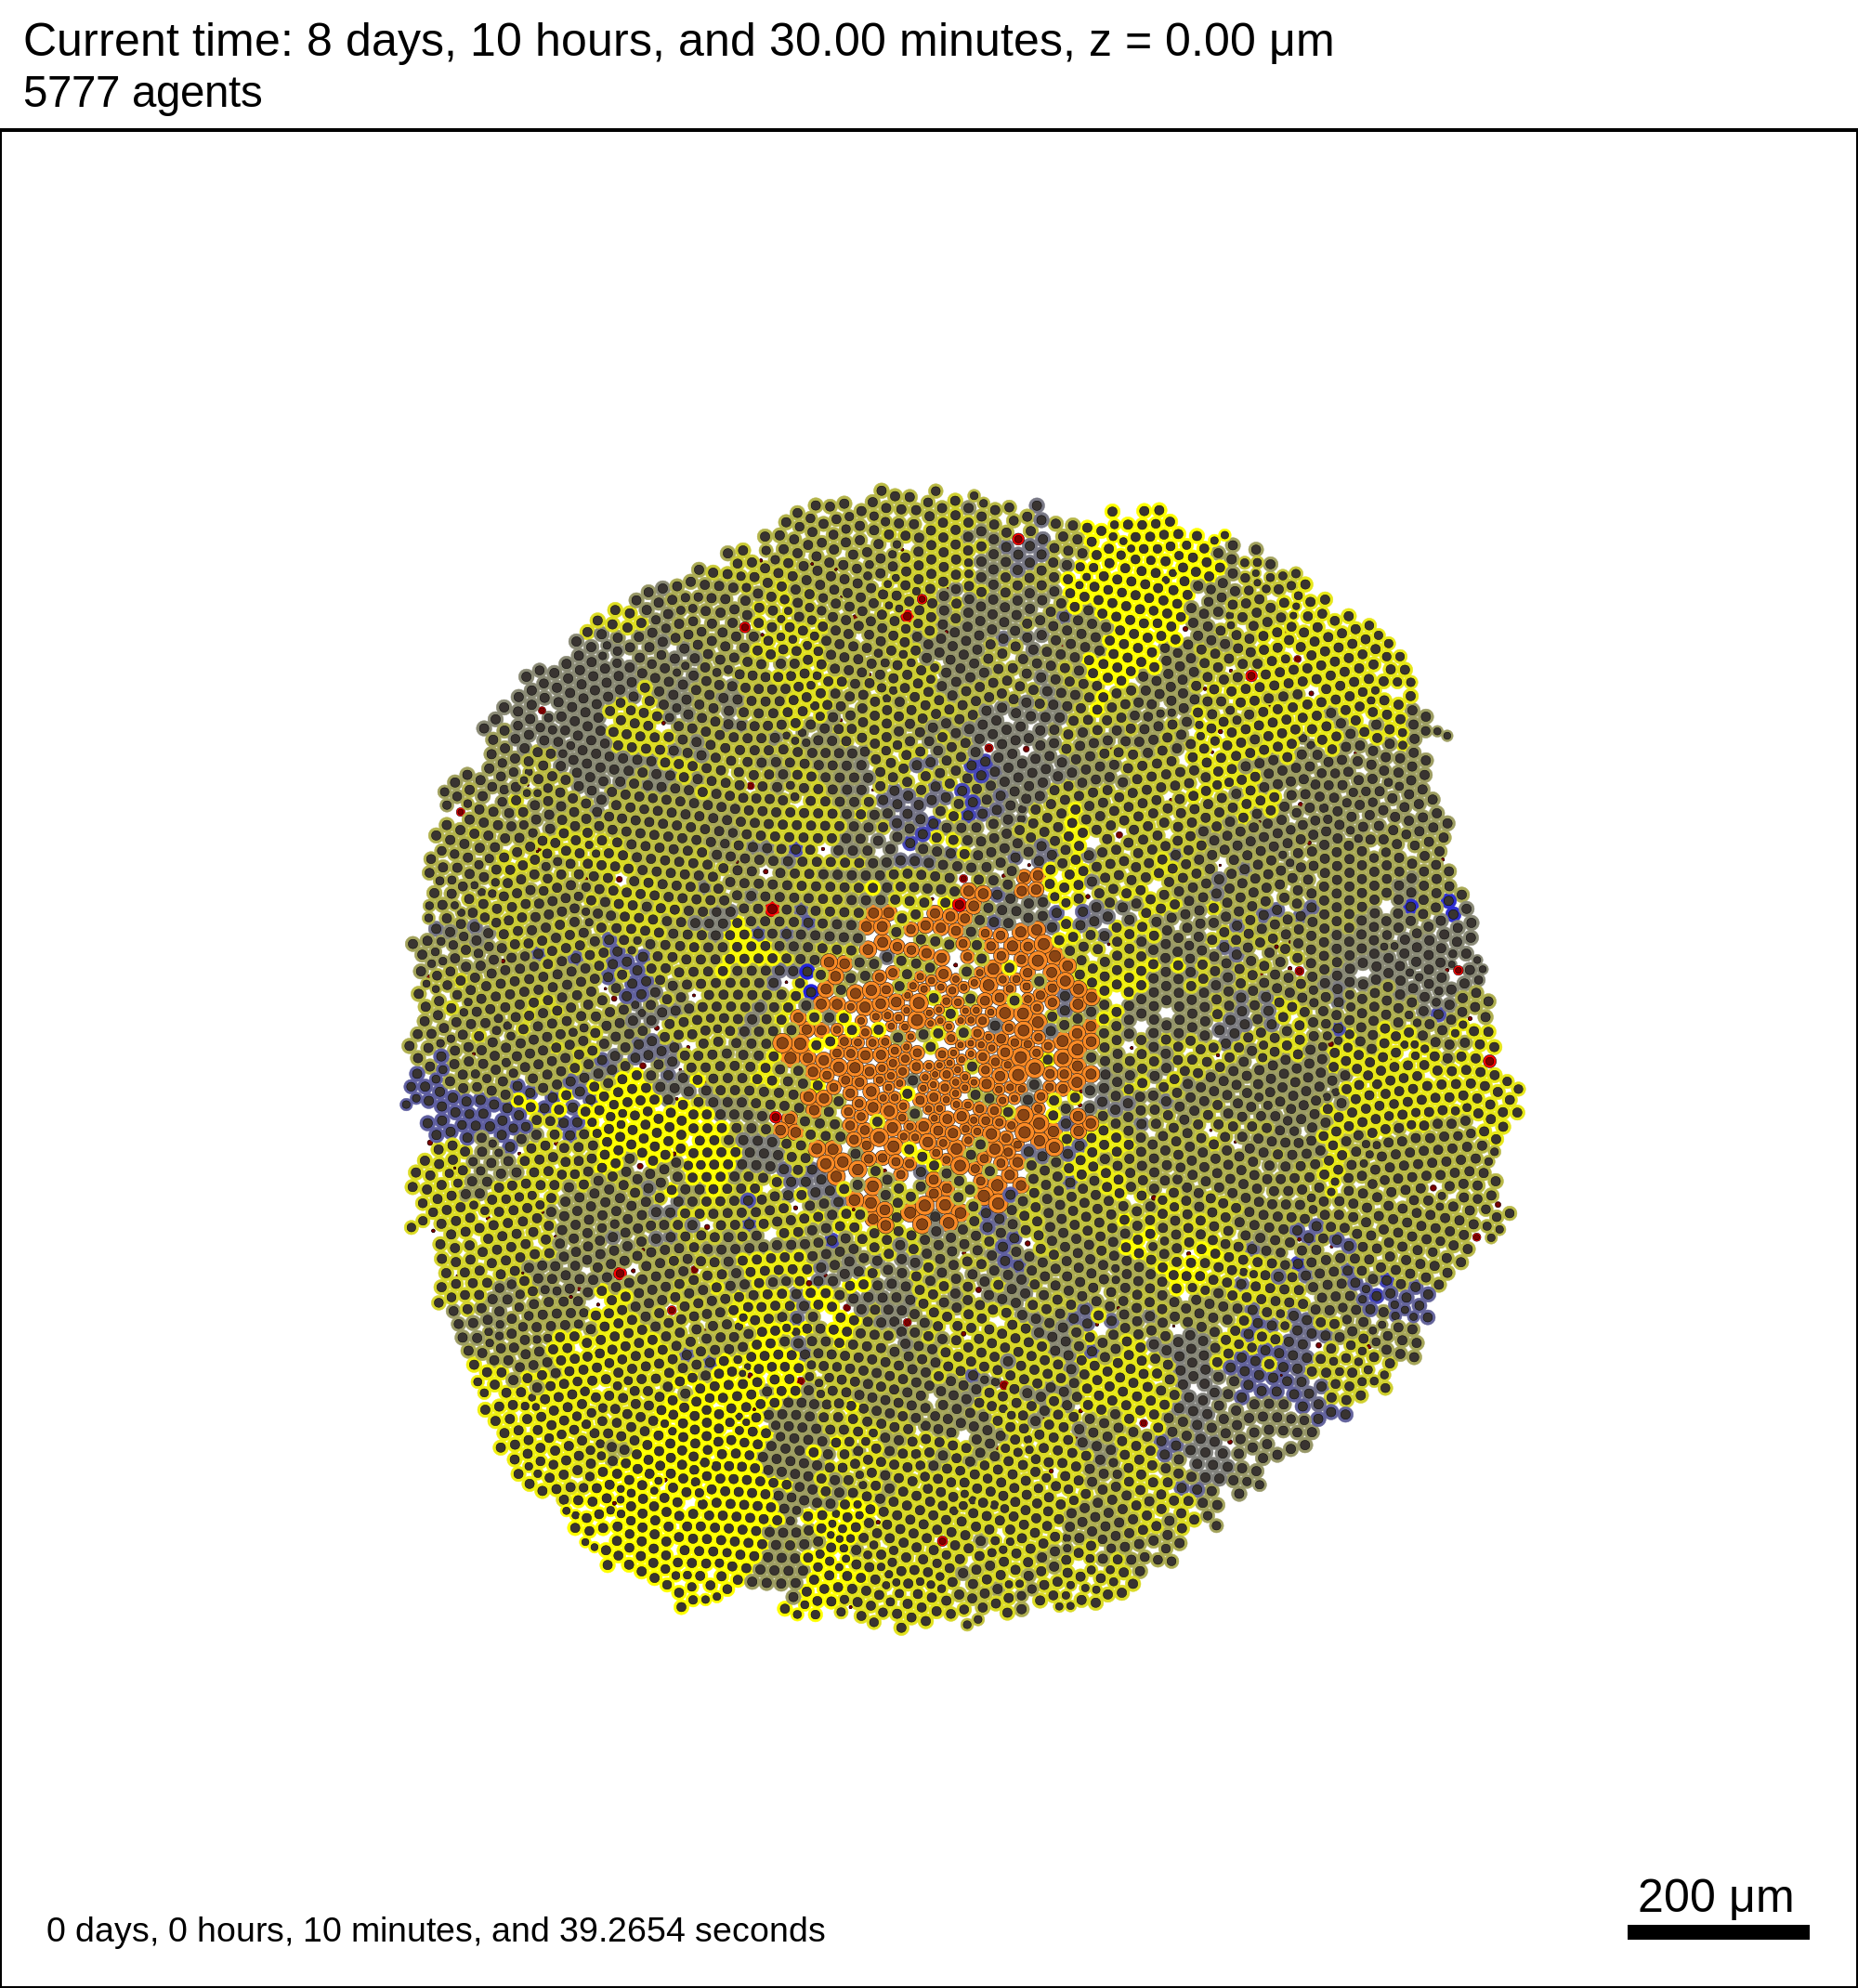 Current time: 8 days, 10 hours, and 30.00 minutes, z = 0.00 μm
5777 agents
200 μm
0 days, 0 hours, 10 minutes, and 39.2654 seconds